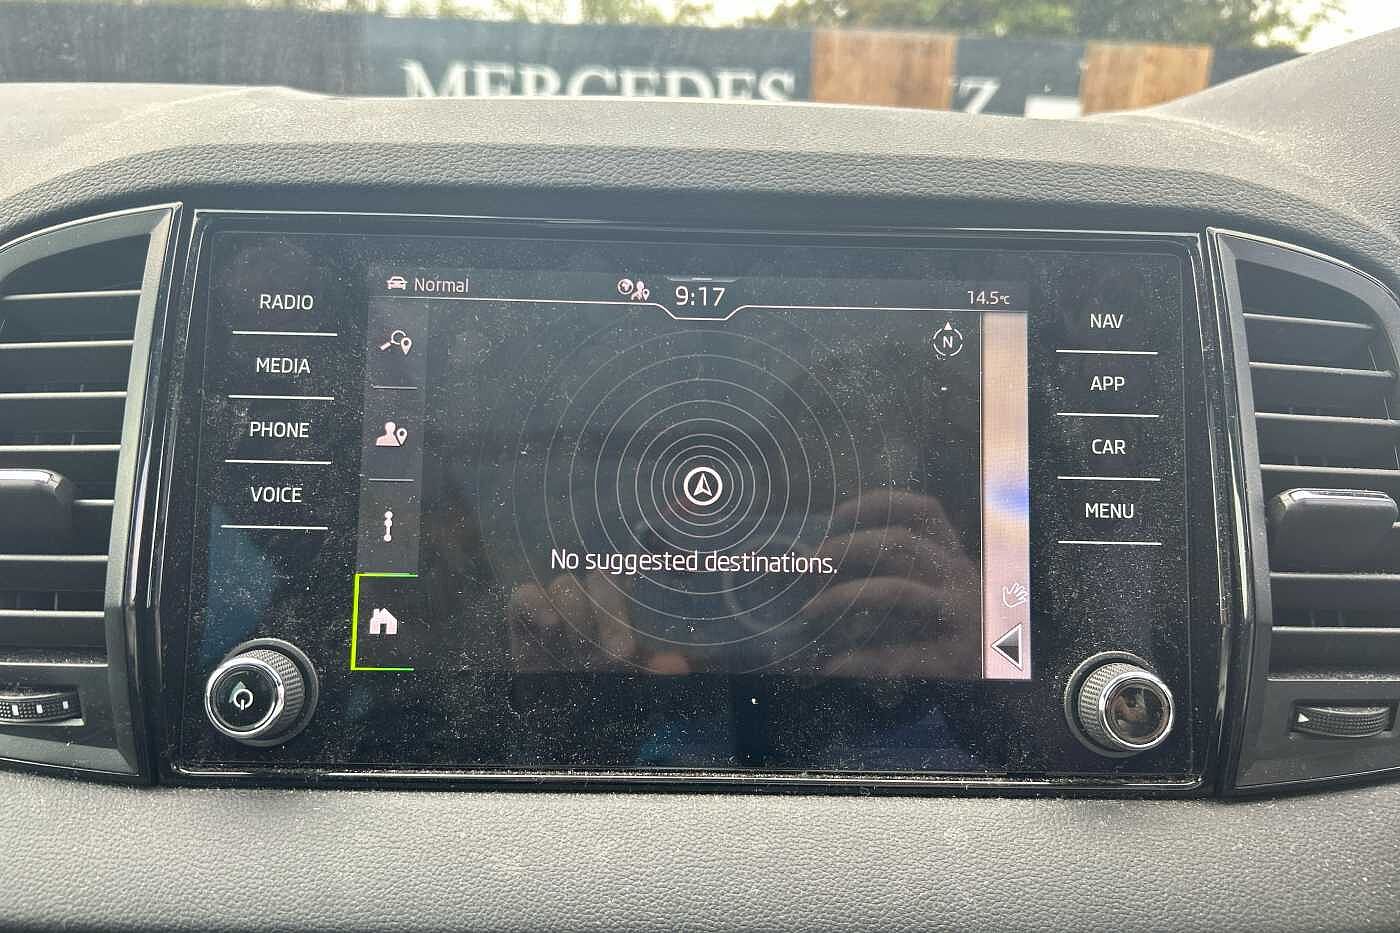 MERCEDES Z
Normal
9:17
14.5°C
RADIO
MEDIA
PHONE
VOICE
N
No suggested destinations.
NAV
APP
CAR
MENU